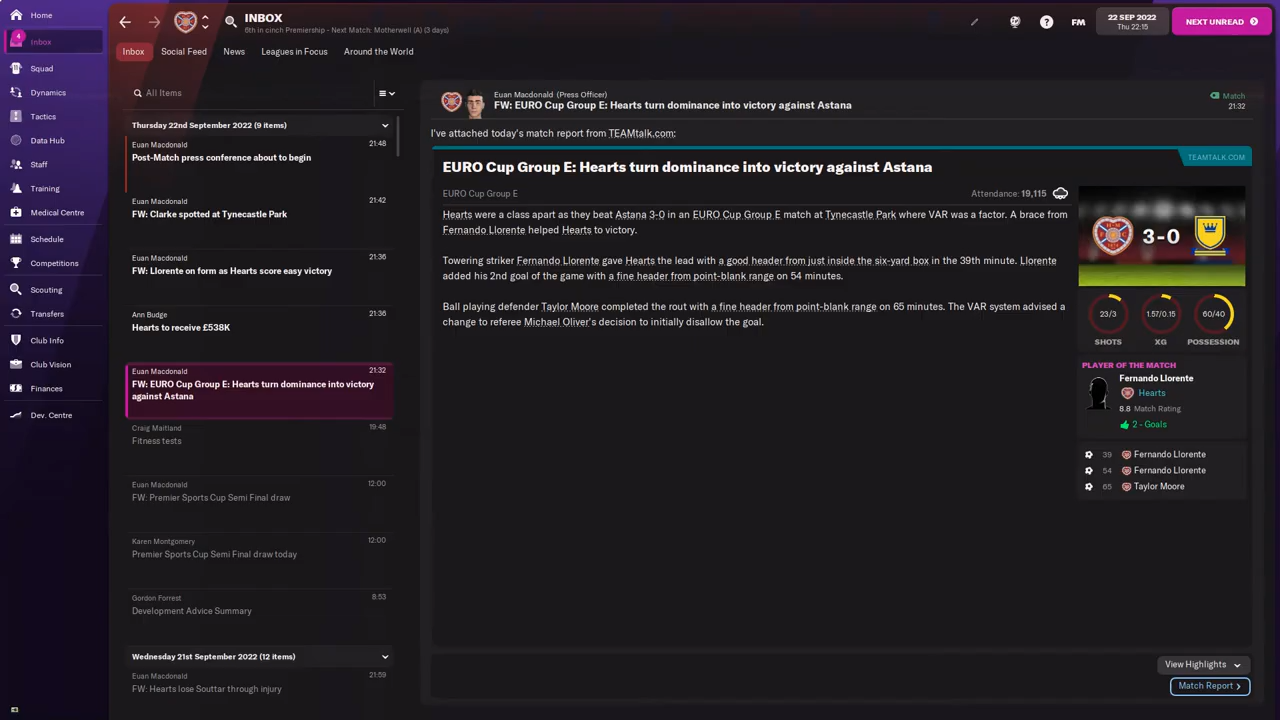 Home
4
Inbox
Squad
Dynamics
Tactics
Data Hub
Staff
Training
Medical Centre
Schedule
Competitions
Scouting
Transfers
Club Info
Club Vision
Finances
Dev. Centre
INBOX
6th in cinch Premiership - Next Match: Motherwell (A) (3 days)
?
FM
22 SEP 2022
Thu 22:15
NEXT UNREAD
Inbox
Social Feed
News
Leagues in Focus
Around the World
All Items
Thursday 22nd September 2022 (9 items)
Euan Macdonald 21:48
Post-Match press conference about to begin
Euan Macdonald 21:42
FW: Clarke spotted at Tynecastle Park
Euan Macdonald 21:36
FW: Llorente on form as Hearts score easy victory
Ann Budge 21:36
Hearts to receive £538K
Euan Macdonald 21:32
FW: EURO Cup Group E: Hearts turn dominance into victory
against Astana
Craig Maitland 19:48
Fitness tests
Euan Macdonald 12:00
FW: Premier Sports Cup Semi Final draw
Karen Montgomery 12:00
Premier Sports Cup Semi Final draw today
Gordon Forrest 8:53
Development Advice Summary
Wednesday 21st September 2022 (12 items)
Euan Macdonald 21:59
FW: Hearts lose Souttar through injury
Euan Macdonald (Press Officer)
FW: EURO Cup Group E: Hearts turn dominance into victory against Astana
Match
21:32
I've attached today's match report from TEAMtalk.com:
TEAMTALK.COM
EURO Cup Group E: Hearts turn dominance into victory against Astana
EURO Cup Group E
Attendance: 19,115
Hearts were a class apart as they beat Astana 3-0 in an EURO Cup Group E match at Tynecastle Park where VAR was a factor. A brace from
Fernando Llorente helped Hearts to victory.
Towering striker Fernando Llorente gave Hearts the lead with a good header from just inside the six-yard box in the 39th minute. Llorente
added his 2nd goal of the game with a fine header from point-blank range on 54 minutes.
Ball playing defender Taylor Moore completed the rout with a fine header from point-blank range on 65 minutes. The VAR system advised a
change to referee Michael Oliver's decision to initially disallow the goal.
3-0
23/3
1.57/0.15
60/40
SHOTS
XG
POSSESSION
PLAYER OF THE MATCH
Fernando Llorente
Hearts
8.8 Match Rating
2 - Goals
39 Fernando Llorente
54 Fernando Llorente
65 Taylor Moore
View Highlights
Match Report